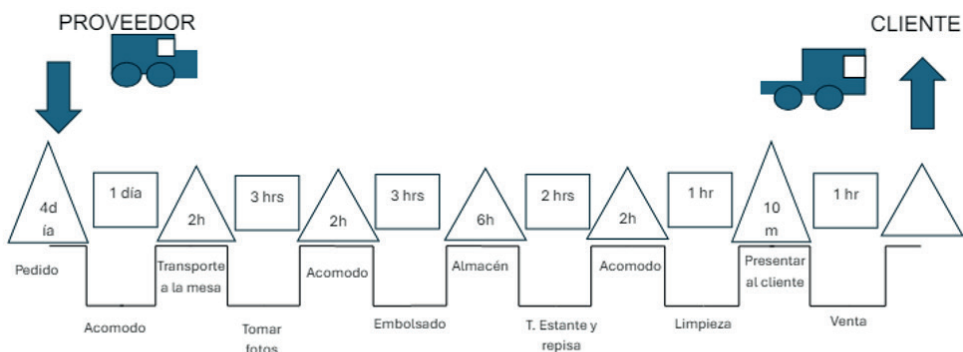 PROVEEDOR
CLIENTE
4d
ía
1 día
2h
3 hrs
2h
3 hrs
6h
2 hrs
2h
1 hr
10
m
1 hr
Pedido
Acomodo
Transporte
a la mesa
Tomar
fotos
Acomodo
Embolsado
Almacén
T. Estante y
repisa
Acomodo
Limpieza
Presentar
al cliente
Venta